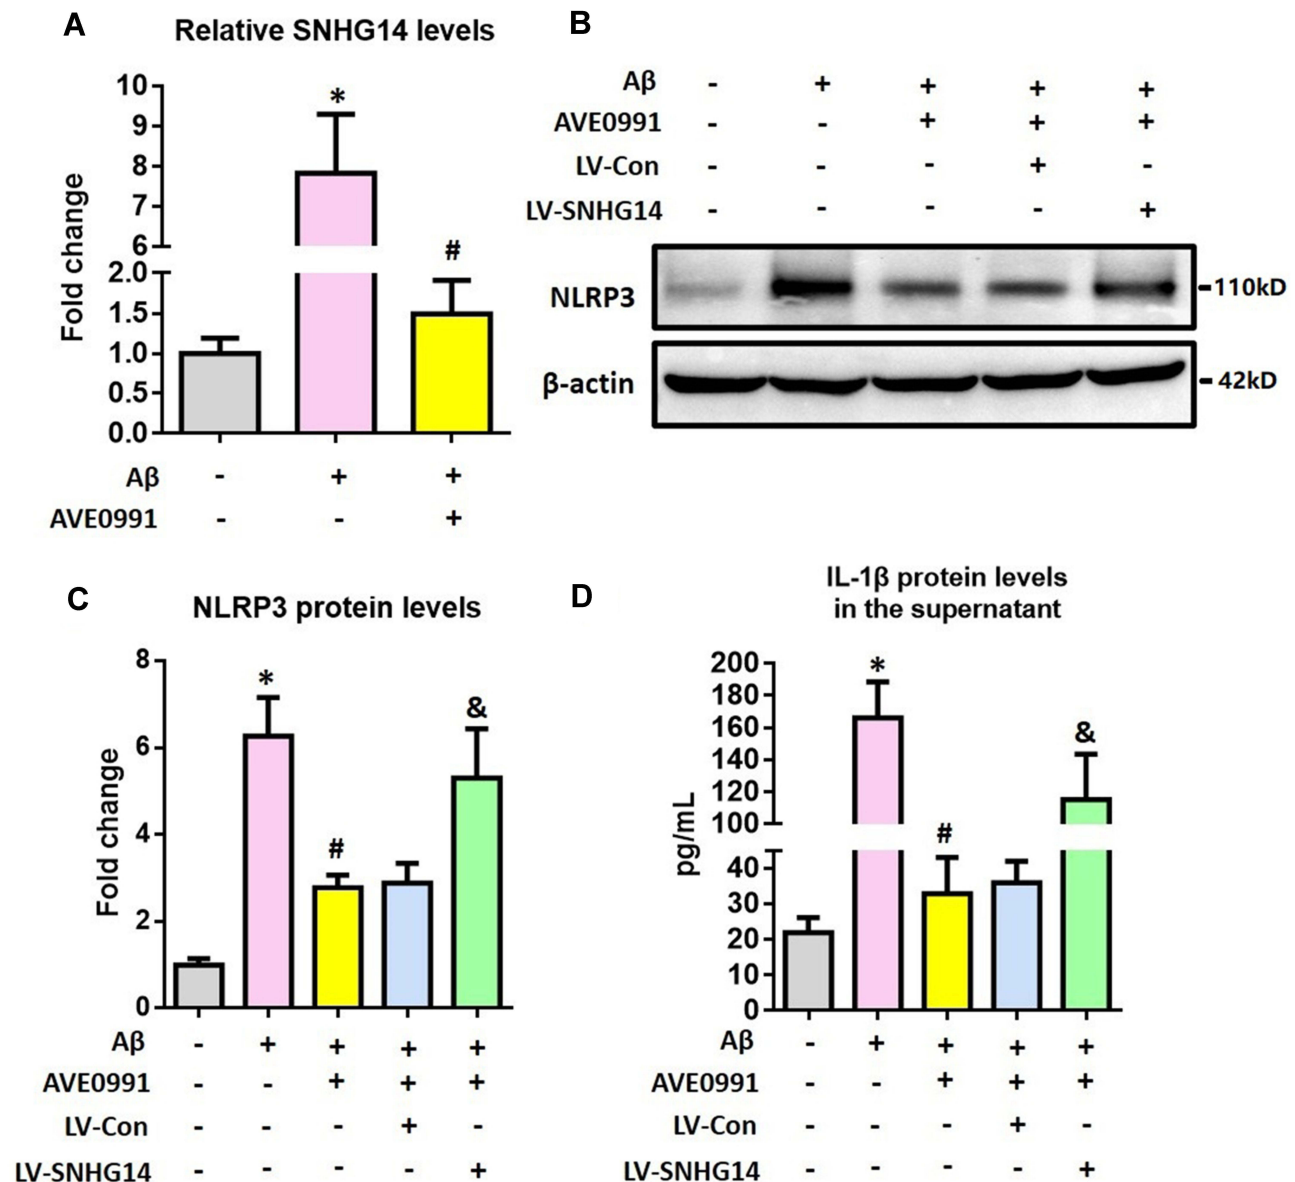 A
Relative SNHG14 levels
Fold change
10
9
8
7
6
2.0
1.5
1.0
0.5
0.0
*
#
Aβ - + +
AVE0991 - - +
B
Aβ - + + + +
AVE0991 - - + + +
LV-Con - - - + -
LV-SNHG14 - - - - +
NLRP3 -110kD
β-actin -42kD
C
NLRP3 protein levels
Fold change
8
6
4
2
0
*
#
&
Aβ - + + + +
AVE0991 - - + + +
LV-Con - - - + -
LV-SNHG14 - - - - +
D
IL-1β protein levels
in the supernatant
pg/mL
200
180
160
140
120
100
40
30
20
10
0
*
#
&
Aβ - + + + +
AVE0991 - - + + +
LV-Con - - - + -
LV-SNHG14 - - - - +